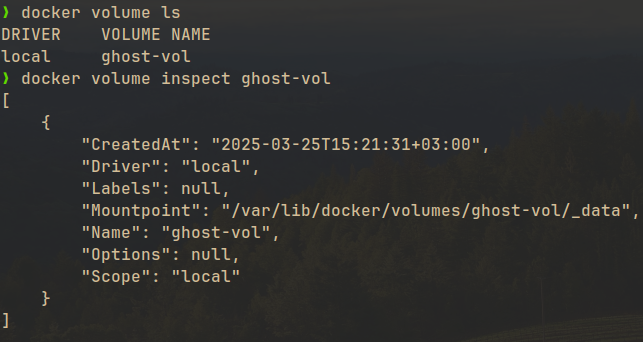 ❯ docker volume ls
DRIVER    VOLUME NAME
local     ghost-vol
❯ docker volume inspect ghost-vol
[
    {
        "CreatedAt": "2025-03-25T15:21:31+03:00",
        "Driver": "local",
        "Labels": null,
        "Mountpoint": "/var/lib/docker/volumes/ghost-vol/_data",
        "Name": "ghost-vol",
        "Options": null,
        "Scope": "local"
    }
]